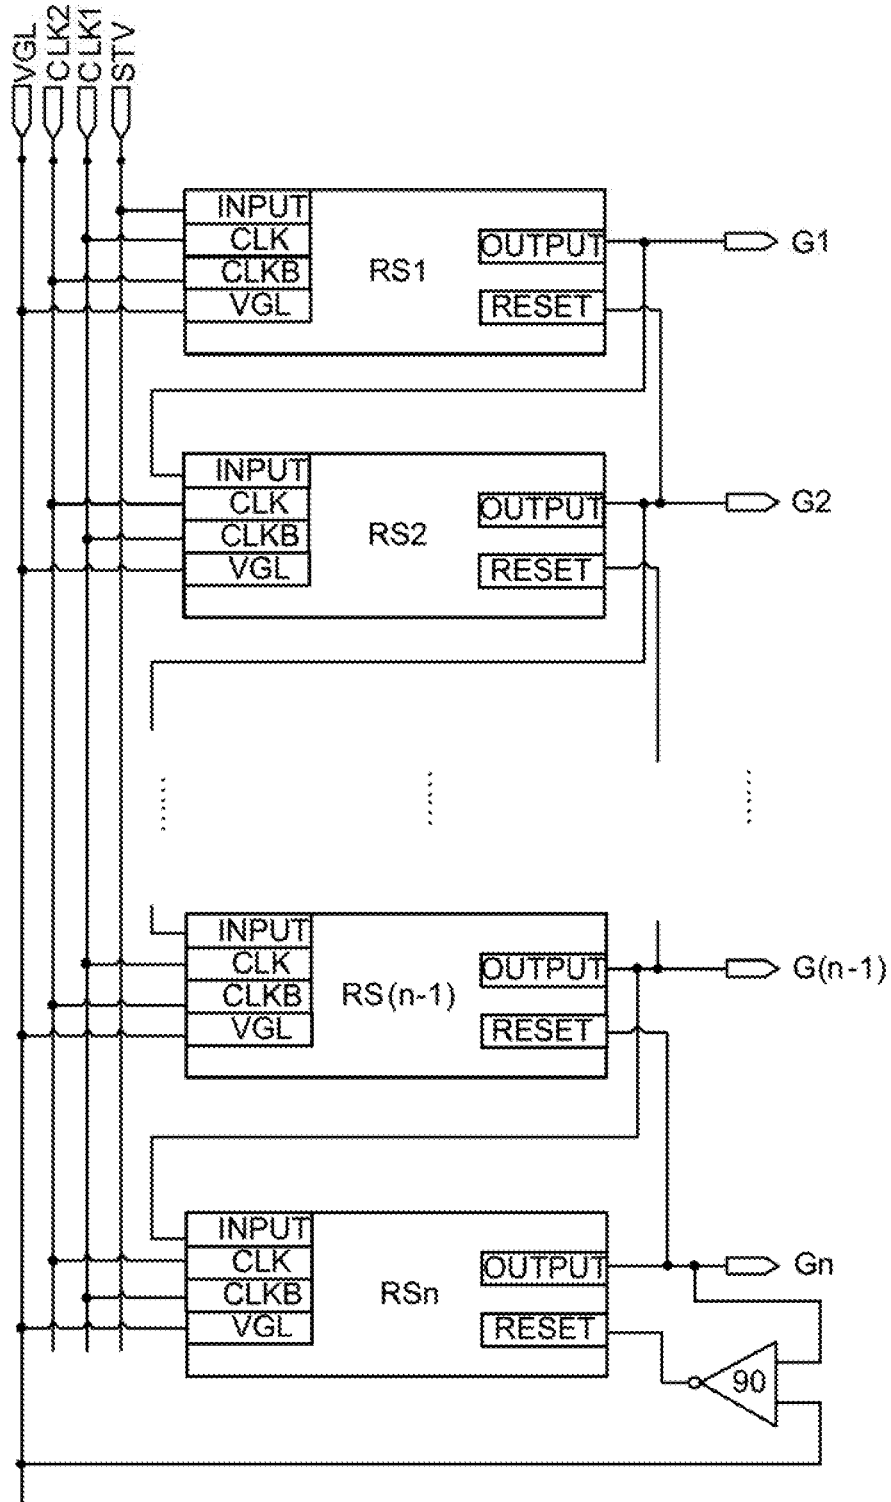 VGL
CLK2
CLK1
STV
INPUT
CLK
CLKB
VGL
RS1
OUTPUT
RESET
G1
INPUT
CLK
CLKB
VGL
RS2
OUTPUT
RESET
G2
INPUT
CLK
CLKB
VGL
RS(n-1)
OUTPUT
RESET
G(n-1)
INPUT
CLK
CLKB
VGL
RSn
OUTPUT
RESET
Gn
90